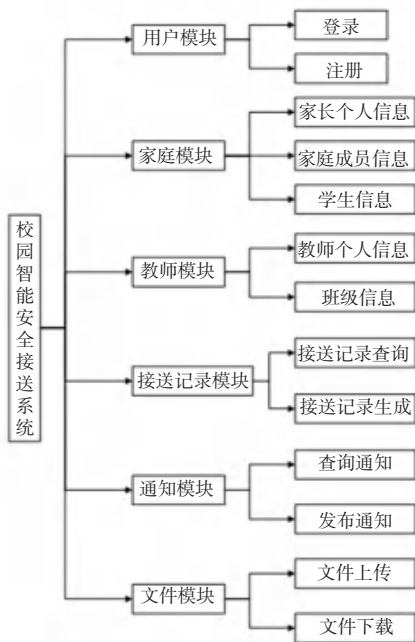 校园智能安全接送系统
用户模块
登录
注册
家庭模块
家长个人信息
家庭成员信息
学生信息
教师模块
教师个人信息
班级信息
接送记录模块
接送记录查询
接送记录生成
通知模块
查询通知
发布通知
文件模块
文件上传
文件下载